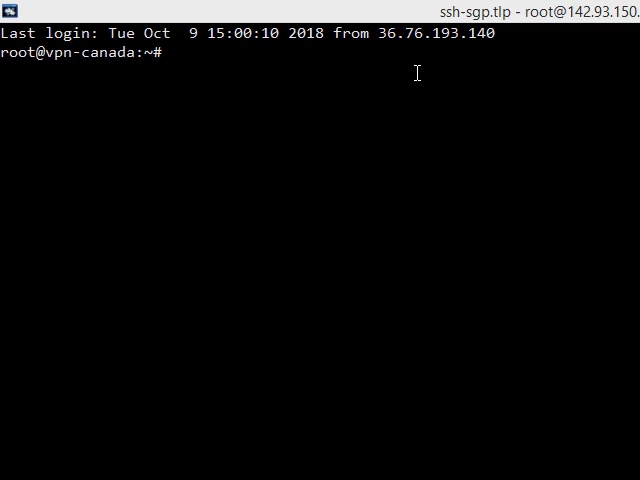 ssh-sgp.tlp - root@142.93.150.
Last login: Tue Oct  9 15:00:10 2018 from 36.76.193.140
root@vpn-canada:~#